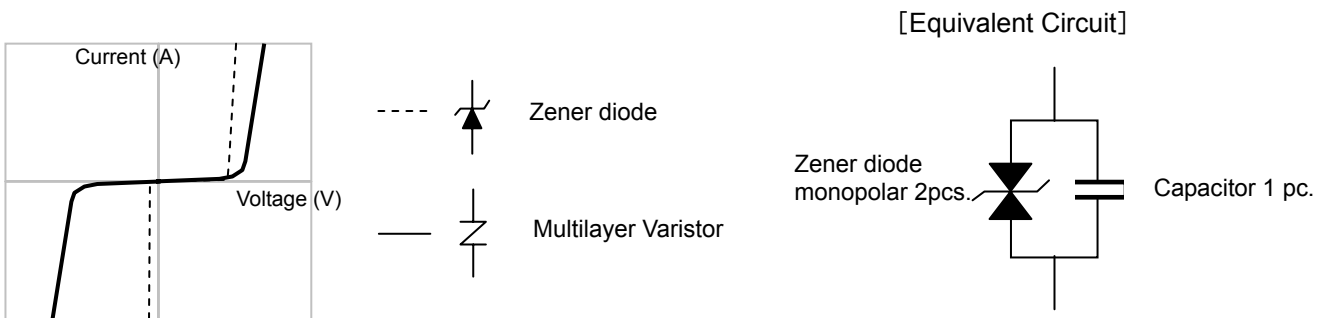 [Equivalent Circuit]
Current (A)
Voltage (V)
Zener diode
Multilayer Varistor
Zener diode
monopolar 2pcs.
Capacitor 1 pc.